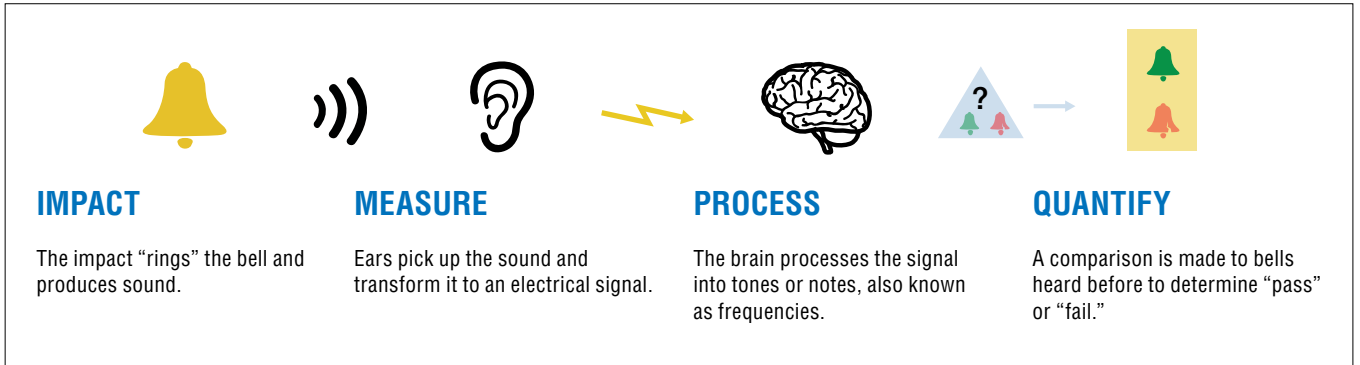 ?
IMPACT
The impact “rings” the bell and
produces sound.
MEASURE
Ears pick up the sound and
transform it to an electrical signal.
PROCESS
The brain processes the signal
into tones or notes, also known
as frequencies.
QUANTIFY
A comparison is made to bells
heard before to determine “pass”
or “fail.”